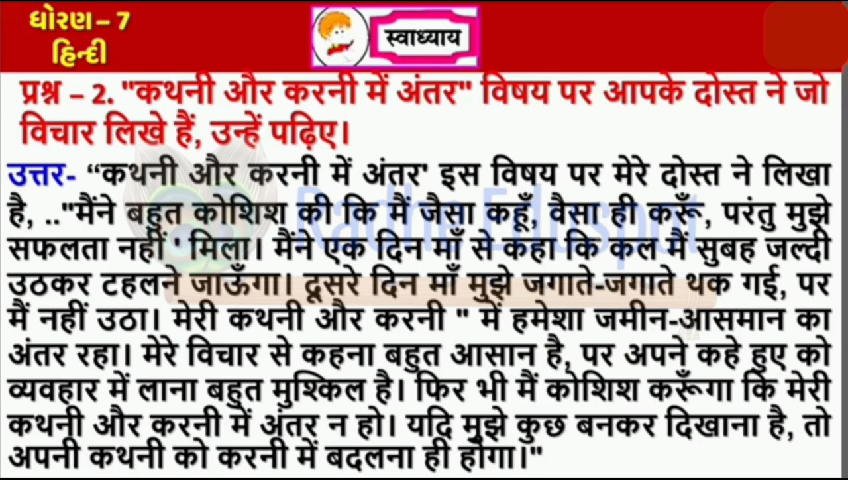 ધોરણ – 7
હિન્દી
स्वाध्याय
प्रश्न – 2. "कथनी और करनी में अंतर" विषय पर आपके दोस्त ने जो
विचार लिखे हैं, उन्हें पढ़िए।
उत्तर- “कथनी और करनी में अंतर' इस विषय पर मेरे दोस्त ने लिखा
है, .."मैंने बहुत कोशिश की कि मैं जैसा कहूँ, वैसा ही करूँ, परंतु मुझे
सफलता नहीं ' मिला। मैंने एक दिन माँ से कहा कि कल मैं सुबह जल्दी
उठकर टहलने जाऊँगा। दूसरे दिन माँ मुझे जगाते-जगाते थक गई, पर
मैं नहीं उठा। मेरी कथनी और करनी " में हमेशा जमीन-आसमान का
अंतर रहा। मेरे विचार से कहना बहुत आसान है, पर अपने कहे हुए को
व्यवहार में लाना बहुत मुश्किल है। फिर भी मैं कोशिश करूँगा कि मेरी
कथनी और करनी में अंतर न हो। यदि मुझे कुछ बनकर दिखाना है, तो
अपनी कथनी को करनी में बदलना ही होगा।"
Radhe Eduspot